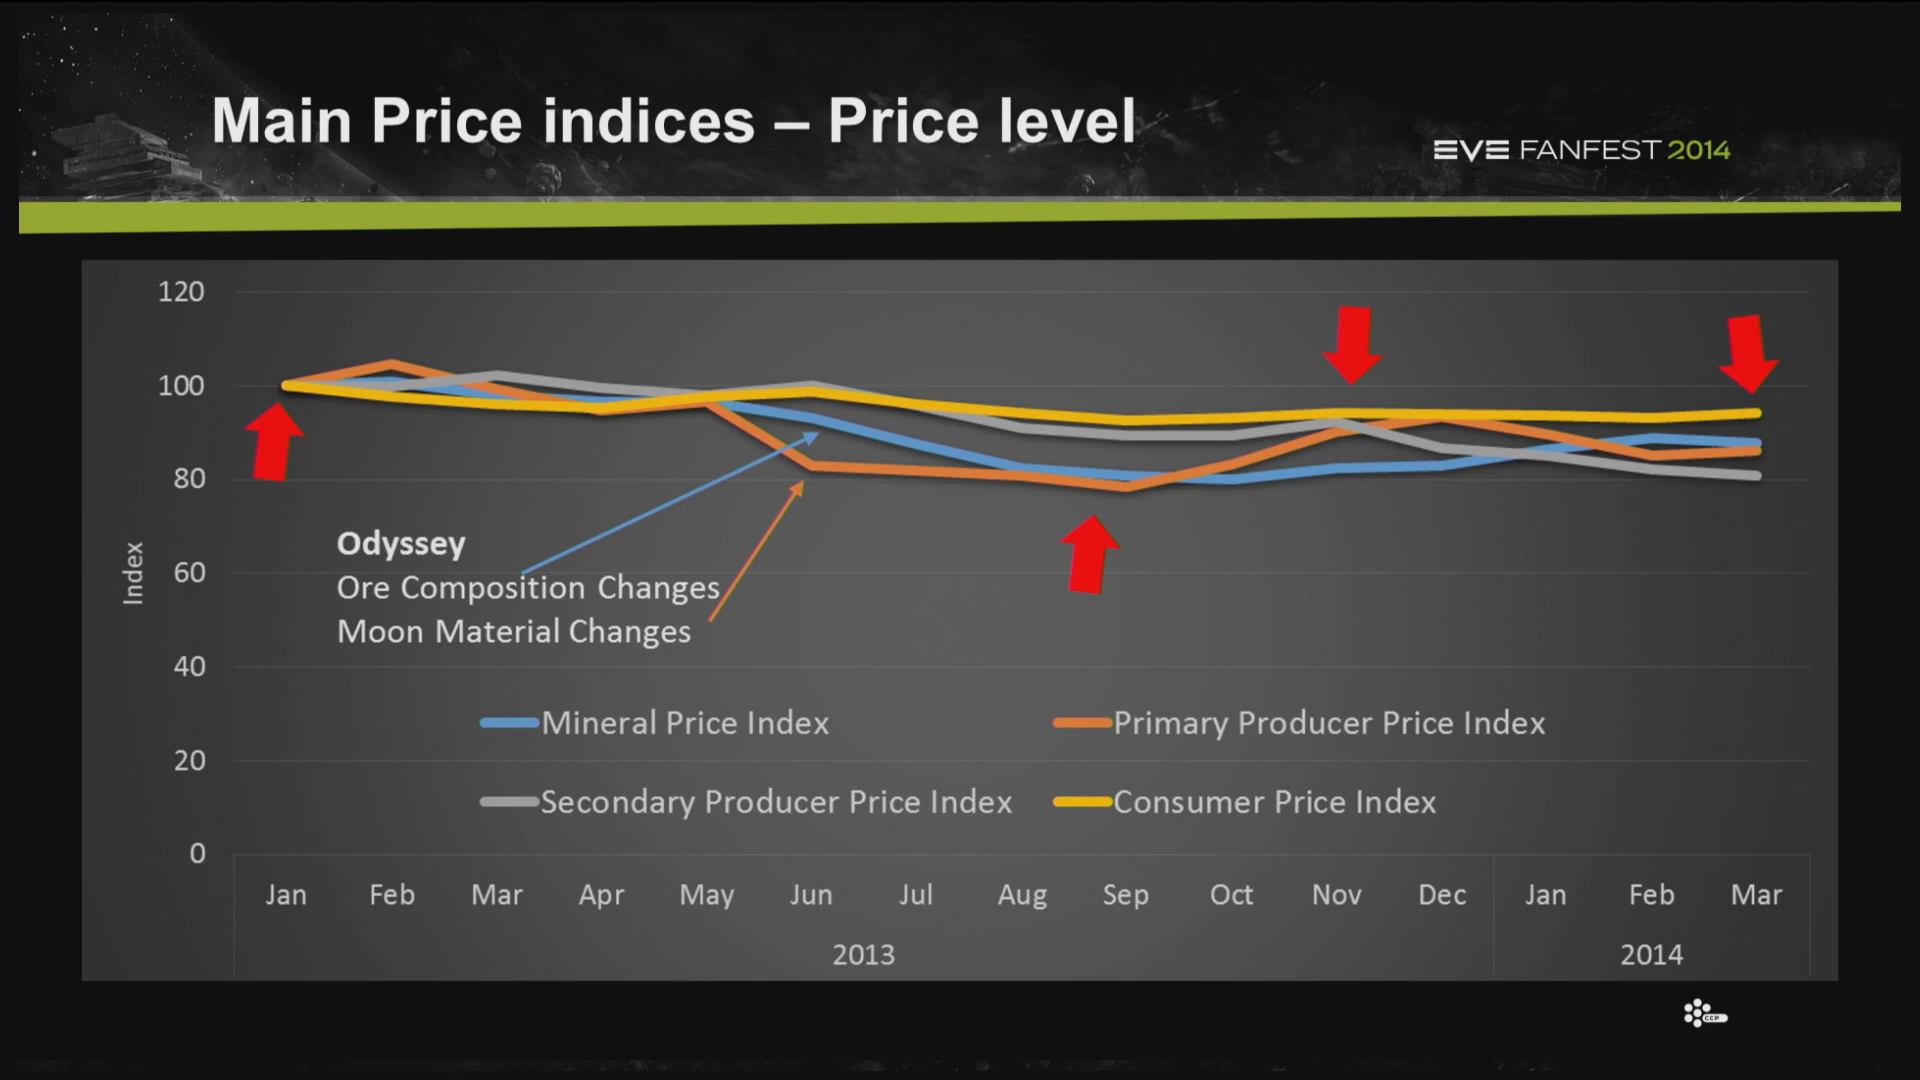 Main Price indices – Price level
EVE FANFEST 2014
120
100
80
60
40
20
0
Index
Odyssey
Ore Composition Changes
Moon Material Changes
Mineral Price Index
Primary Producer Price Index
Secondary Producer Price Index
Consumer Price Index
Jan Feb Mar Apr May Jun Jul Aug Sep Oct Nov Dec Jan Feb Mar
2013 2014
CCP